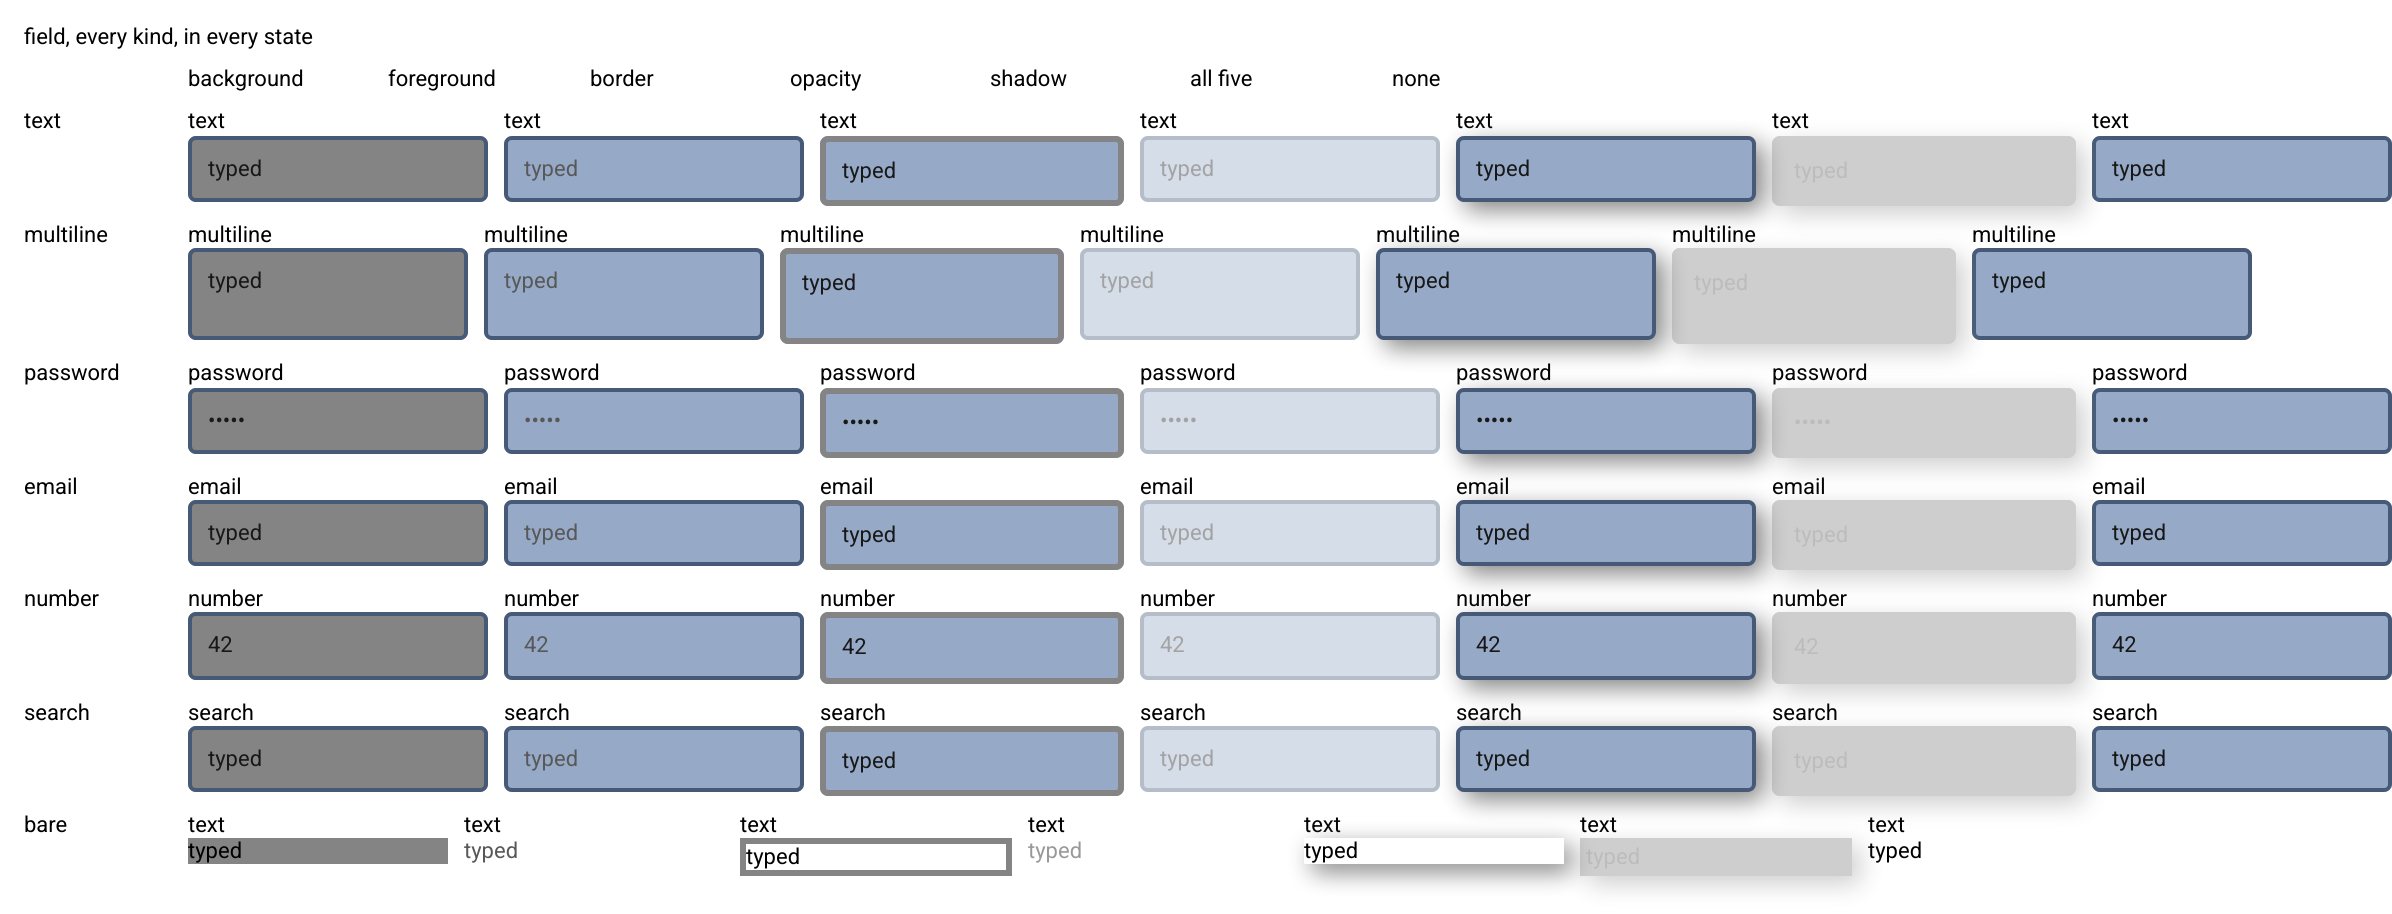 field, every kind, in every state
background foreground border opacity shadow all five none
text text text text text text text text
typed typed typed typed typed typed typed
multiline multiline multiline multiline multiline multiline multiline multiline
typed typed typed typed typed typed typed
password password password password password password password password
••••• ••••• ••••• ••••• ••••• ••••• •••••
email email email email email email email email
typed typed typed typed typed typed typed
number number number number number number number number
42 42 42 42 42 42 42
search search search search search search search search
typed typed typed typed typed typed typed
bare text text text text text text text
typed typed typed typed typed typed typed